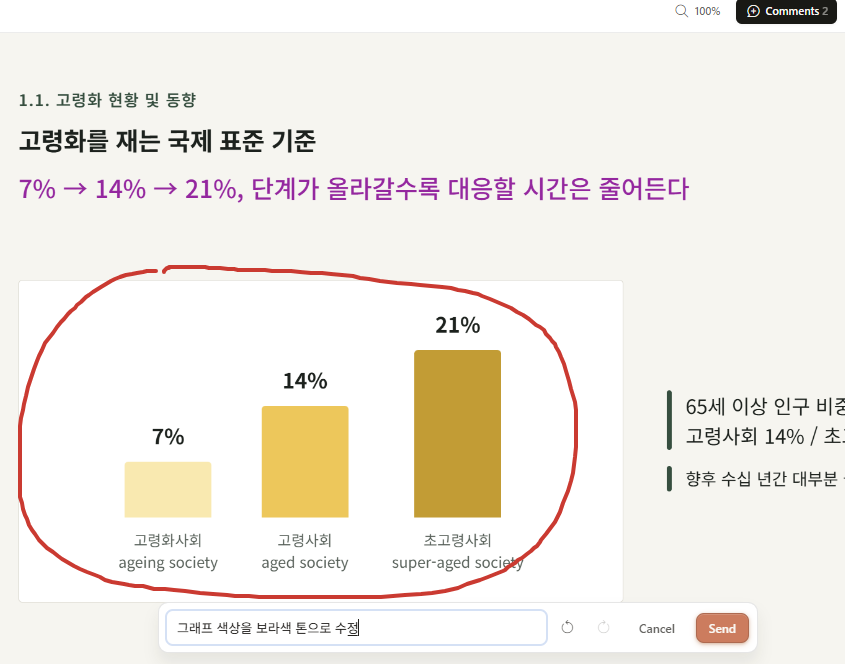 100%
Comments 2
1.1. 고령화 현황 및 동향
고령화를 재는 국제 표준 기준
7% → 14% → 21%, 단계가 올라갈수록 대응할 시간은 줄어든다
21%
14%
7%
고령화사회
ageing society
고령사회
aged society
초고령사회
super-aged society
65세 이상 인구 비중
고령사회 14% / 초
향후 수십 년간 대부분
그래프 색상을 보라색 톤으로 수정
Cancel
Send